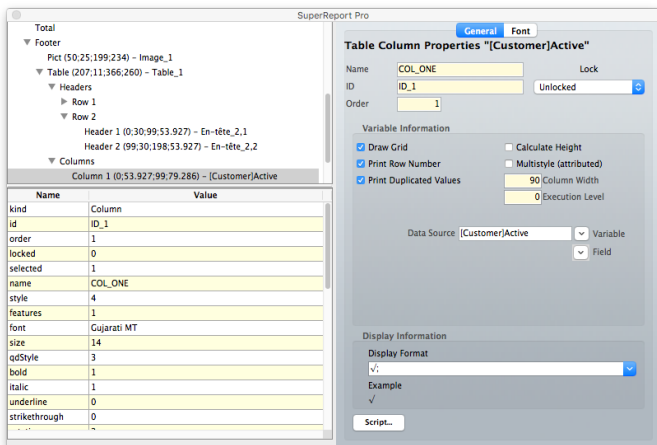 SuperReport Pro
Total
Footer
Pict (50;25;199;234) – Image_1
Table (207;11;366;260) – Table_1
Headers
Row 1
Row 2
Header 1 (0;30;99;53.927) – En-tête_2,1
Header 2 (99;30;198;53.927) – En-tête_2,2
Columns
Column 1 (0;53.927;99;79.286) – [Customer]Active
Name Value
kind Column
id ID_1
order 1
locked 0
selected 1
name COL_ONE
style 4
features 1
font Gujarati MT
size 14
qdStyle 3
bold 1
italic 1
underline 0
strikethrough 0
General Font
Table Column Properties "[Customer]Active"
Name COL_ONE Lock
ID ID_1 Unlocked
Order 1
Variable Information
Draw Grid Calculate Height
Print Row Number Multistyle (attributed)
Print Duplicated Values 90 Column Width
0 Execution Level
Data Source [Customer]Active Variable
Field
Display Information
Display Format
√;
Example
√
Script...